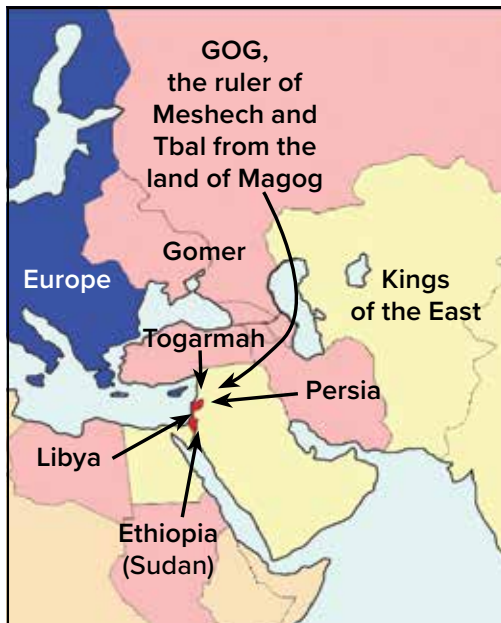 GOG,
the ruler of
Meshech and
Tbal from the
land of Magog
Gomer
Europe
Kings
of the East
Togarmah
Persia
Libya
Ethiopia
(Sudan)